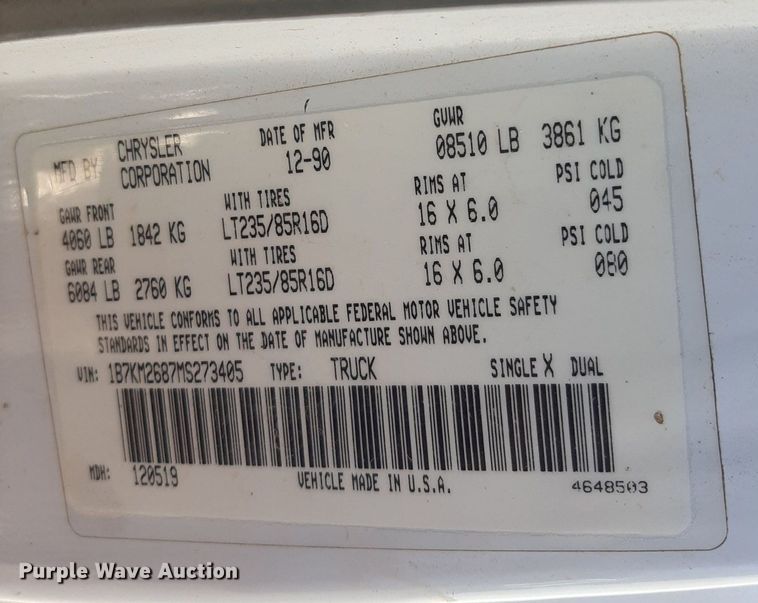 MFD BY CHRYSLER CORPORATION DATE OF MFR 12-90 GVWR 08510 LB 3861 KG
GAWR FRONT WITH TIRES RIMS AT PSI COLD
4060 LB 1842 KG LT235/85R16D 16 X 6.0 045
GAWR REAR WITH TIRES RIMS AT PSI COLD
6084 LB 2760 KG LT235/85R16D 16 X 6.0 080
THIS VEHICLE CONFORMS TO ALL APPLICABLE FEDERAL MOTOR VEHICLE SAFETY
STANDARDS IN EFFECT ON THE DATE OF MANUFACTURE SHOWN ABOVE.
VIN: 1B7KM2687MS273405 TYPE: TRUCK SINGLE X DUAL
MDH: 120519 VEHICLE MADE IN U.S.A. 4648503
Purple Wave Auction